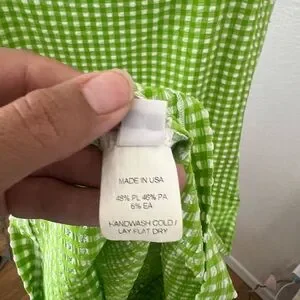 MADE IN USA
48% PL 46% PA
6% EA
HANDWASH COLD /
LAY FLAT DRY